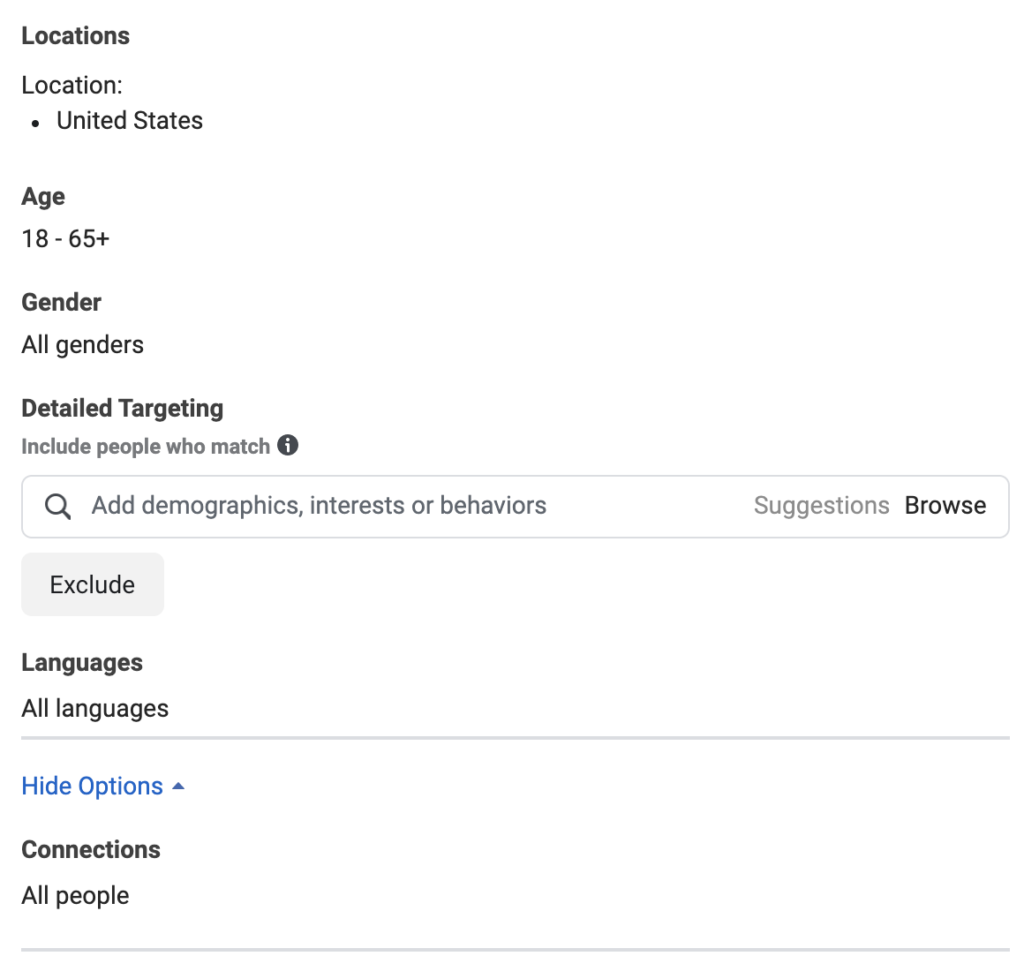 Locations
Location:
• United States
Age
18 - 65+
Gender
All genders
Detailed Targeting
Include people who match
Add demographics, interests or behaviors Suggestions Browse
Exclude
Languages
All languages
Hide Options
Connections
All people